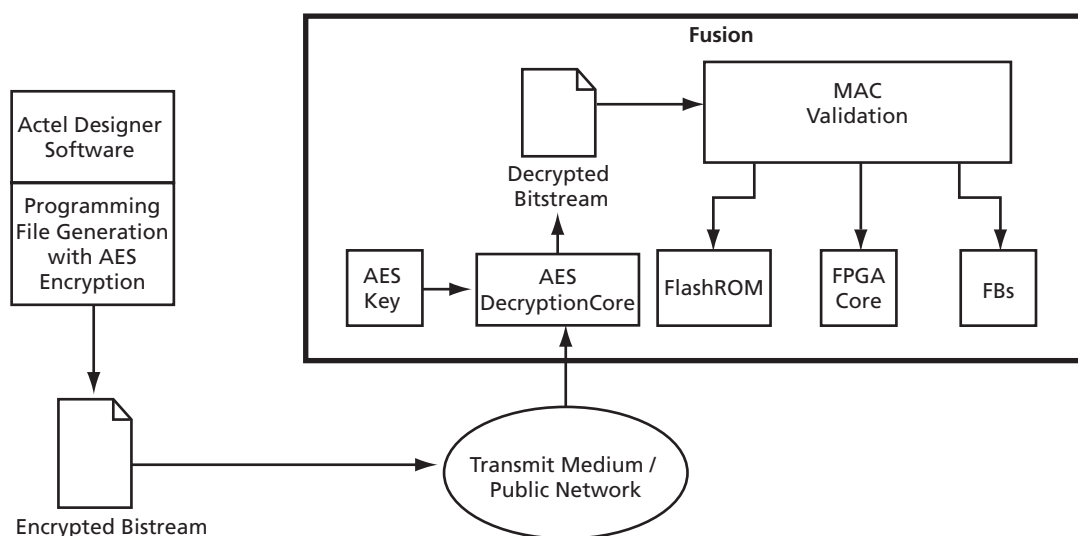 Fusion
Actel Designer
Software
Programming
File Generation
with AES
Encryption
MAC
Validation
Decrypted
Bitstream
AES
Key
AES
DecryptionCore
FlashROM
FPGA
Core
FBs
Transmit Medium /
Public Network
Encrypted Bistream